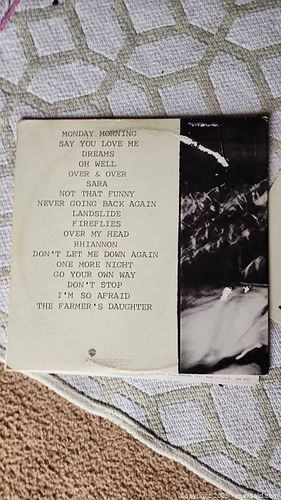 MONDAY MORNING
SAY YOU LOVE ME
DREAMS
OH WELL
OVER & OVER
SARA
NOT THAT FUNNY
NEVER GOING BACK AGAIN
LANDSLIDE
FIREFLIES
OVER MY HEAD
RHIANNON
DON'T LET ME DOWN AGAIN
ONE MORE NIGHT
GO YOUR OWN WAY
DON'T STOP
I'M SO AFRAID
THE FARMER'S DAUGHTER